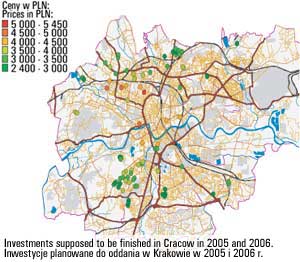 Ceny w PLN:
Prices in PLN:
5 000 - 5 450
4 500 - 5 000
4 000 - 4 500
3 500 - 4 000
3 000 - 3 500
2 400 - 3 000
Investments supposed to be finished in Cracow in 2005 and 2006.
Inwestycje planowane do oddania w Krakowie w 2005 i 2006 r.